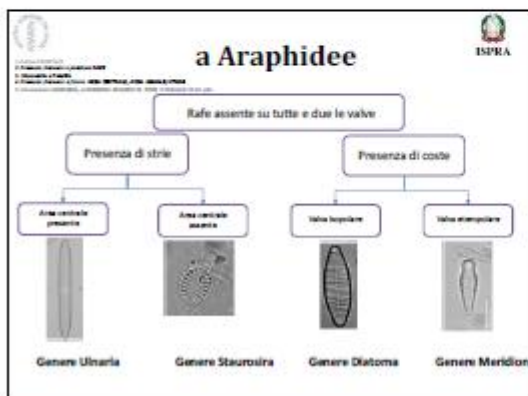 a Araphidee
ISPRA
Rafe assente su tutte e due le valve
Presenza di strie
Presenza di coste
Area centrale presente
Area centrale assente
Valva isopolare
Valva eteropolare
Genere Ulnaria
Genere Staurosira
Genere Diatoma
Genere Meridion